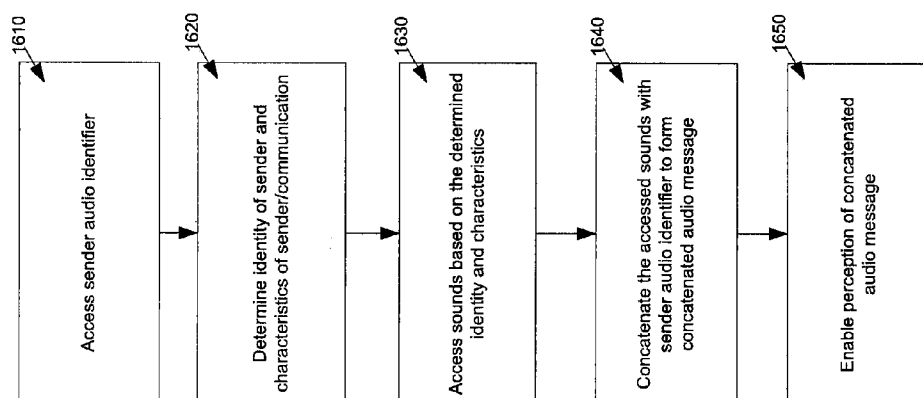 1610
Access sender audio identifier
1620
Determine identity of sender and
characteristics of sender/communication
1630
Access sounds based on the determined
identity and characteristics
1640
Concatenate the accessed sounds with
sender audio identifier to form
concatenated audio message
1650
Enable perception of concatenated
audio message